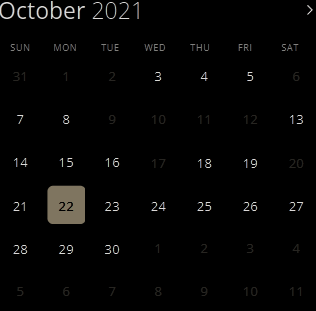 October 2021
SUN MON TUE WED THU FRI SAT
31 1 2 3 4 5 6
7 8 9 10 11 12 13
14 15 16 17 18 19 20
21 22 23 24 25 26 27
28 29 30 1 2 3 4
5 6 7 8 9 10 11